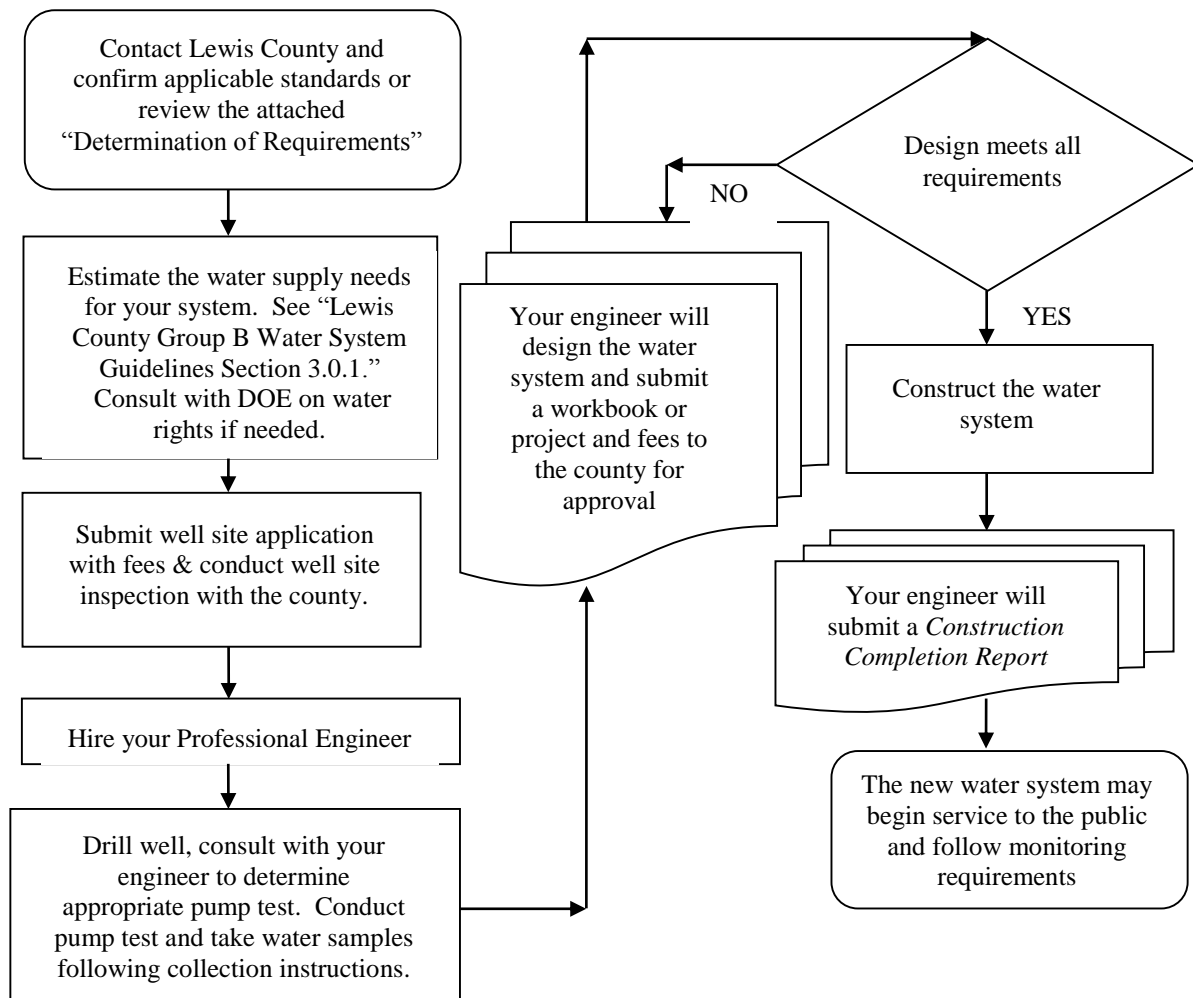 Contact Lewis County and
confirm applicable standards or
review the attached
“Determination of Requirements”
Estimate the water supply needs
for your system.  See “Lewis
County Group B Water System
Guidelines Section 3.0.1.”
Consult with DOE on water
rights if needed.
Submit well site application
with fees & conduct well site
inspection with the county.
Hire your Professional Engineer
Drill well, consult with your
engineer to determine
appropriate pump test.  Conduct
pump test and take water samples
following collection instructions.
Your engineer will
design the water
system and submit
a workbook or
project and fees to
the county for
approval
Design meets all
requirements
NO
YES
Construct the water
system
Your engineer will
submit a Construction
Completion Report
The new water system may
begin service to the public
and follow monitoring
requirements